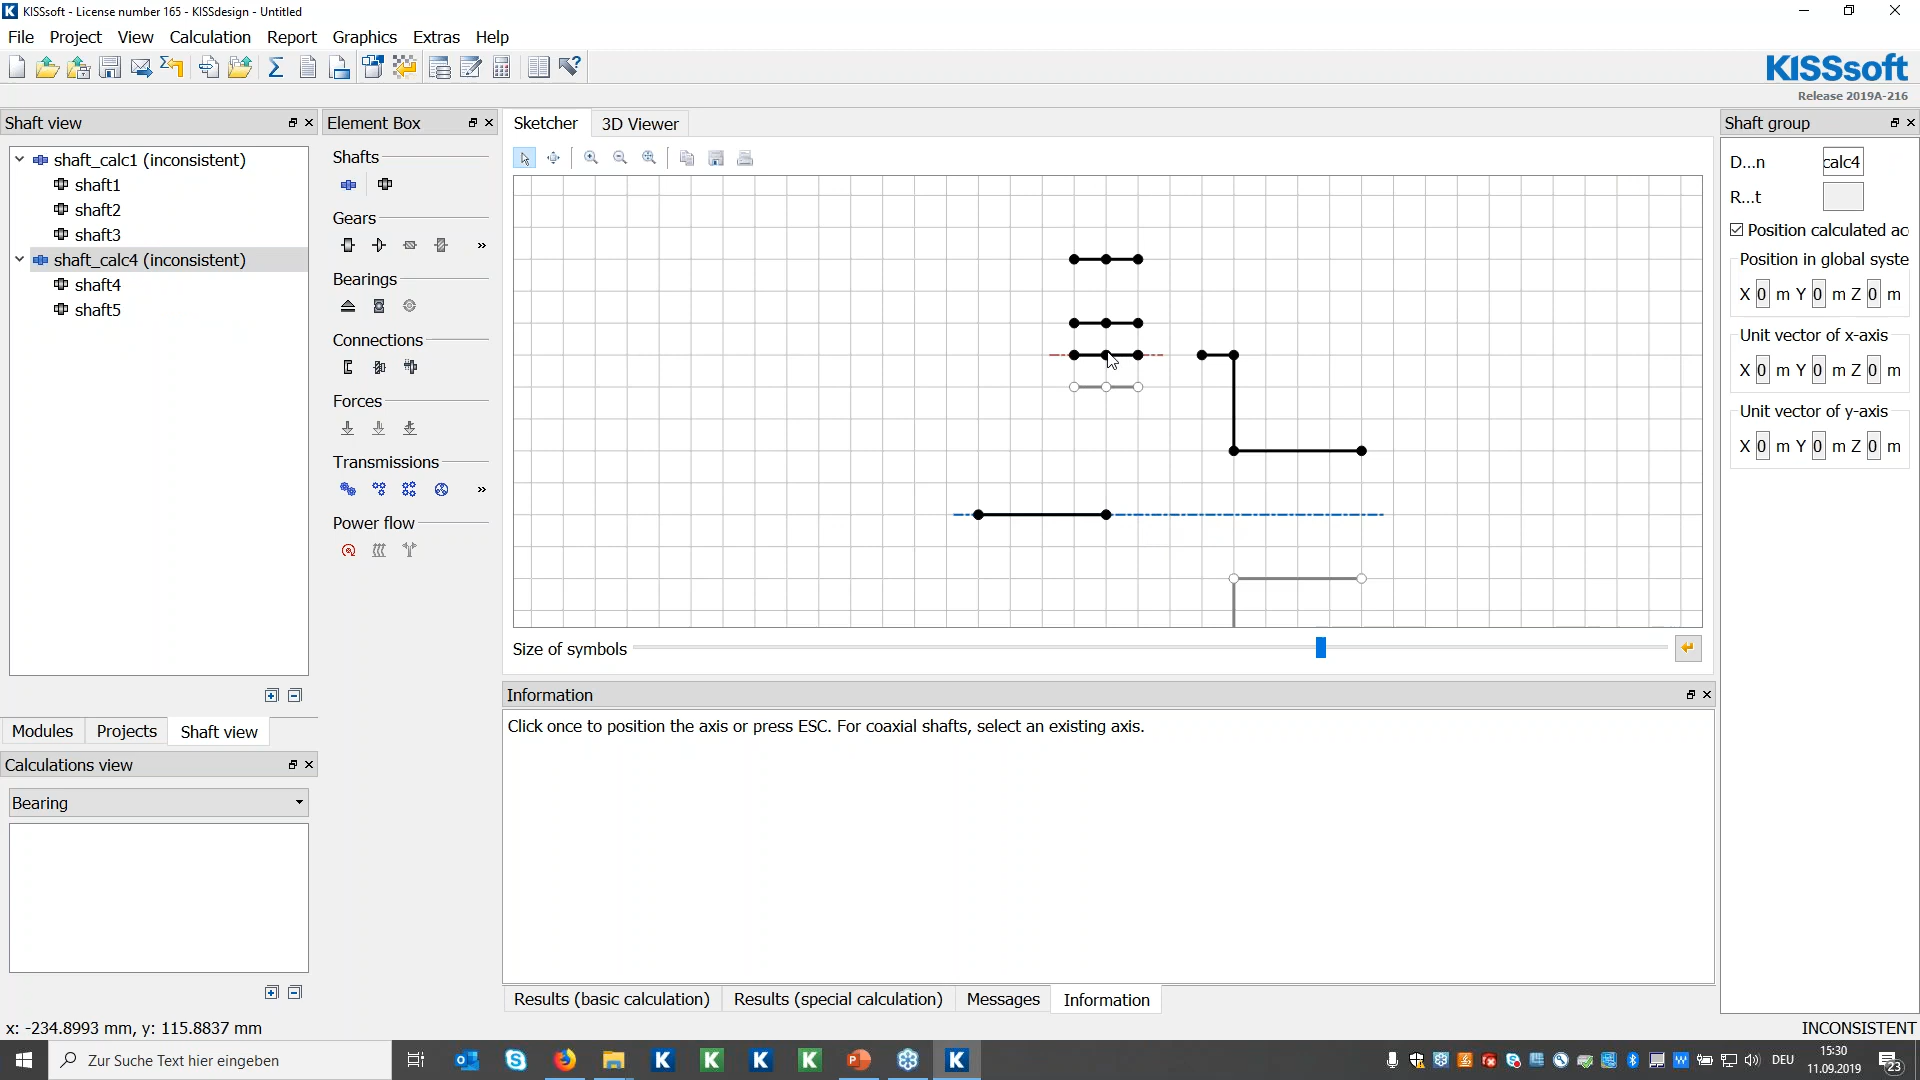 KISSsoft - License number 165 - KISSdesign - Untitled
File Project View Calculation Report Graphics Extras Help
KISSsoft
Release 2019A-216
Shaft view
shaft_calc1 (inconsistent)
shaft1
shaft2
shaft3
shaft_calc4 (inconsistent)
shaft4
shaft5
Modules Projects Shaft view
Calculations view
Bearing
Element Box
Shafts
Gears
Bearings
Connections
Forces
Transmissions
Power flow
Sketcher 3D Viewer
Size of symbols
Information
Click once to position the axis or press ESC. For coaxial shafts, select an existing axis.
Results (basic calculation) Results (special calculation) Messages Information
Shaft group
D...n calc4
R...t
Position calculated ac
Position in global syste
X 0 m Y 0 m Z 0 m
Unit vector of x-axis
X 0 m Y 0 m Z 0 m
Unit vector of y-axis
X 0 m Y 0 m Z 0 m
x: -234.8993 mm, y: 115.8837 mm
INCONSISTENT
Zur Suche Text hier eingeben
DEU
15:30
11.09.2019
23